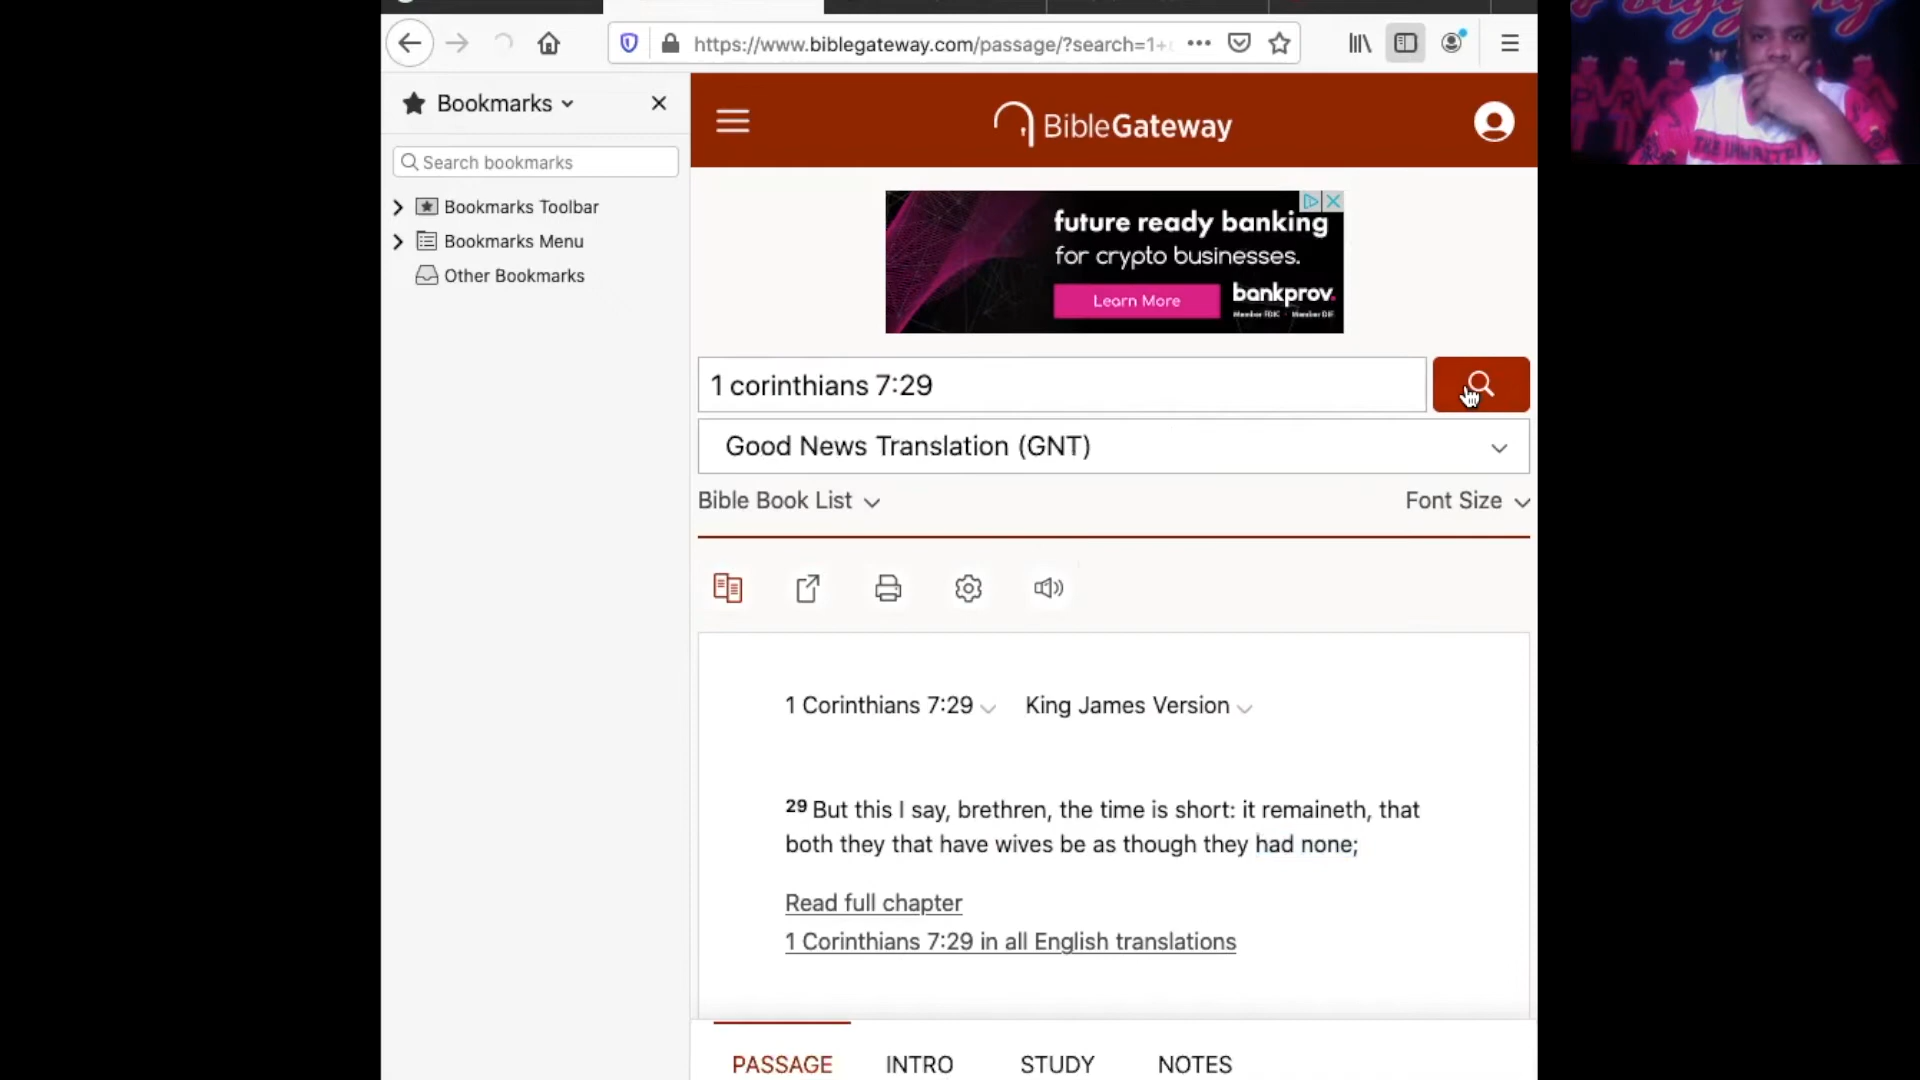 https://www.biblegateway.com/passage/?search=1+
Bookmarks
Search bookmarks
Bookmarks Toolbar
Bookmarks Menu
Other Bookmarks
BibleGateway
future ready banking
for crypto businesses.
Learn More
bankprov.
Member FDIC · Member DIF
1 corinthians 7:29
Good News Translation (GNT)
Bible Book List
Font Size
1 Corinthians 7:29 King James Version
29 But this I say, brethren, the time is short: it remaineth, that
both they that have wives be as though they had none;
Read full chapter
1 Corinthians 7:29 in all English translations
PASSAGE INTRO STUDY NOTES